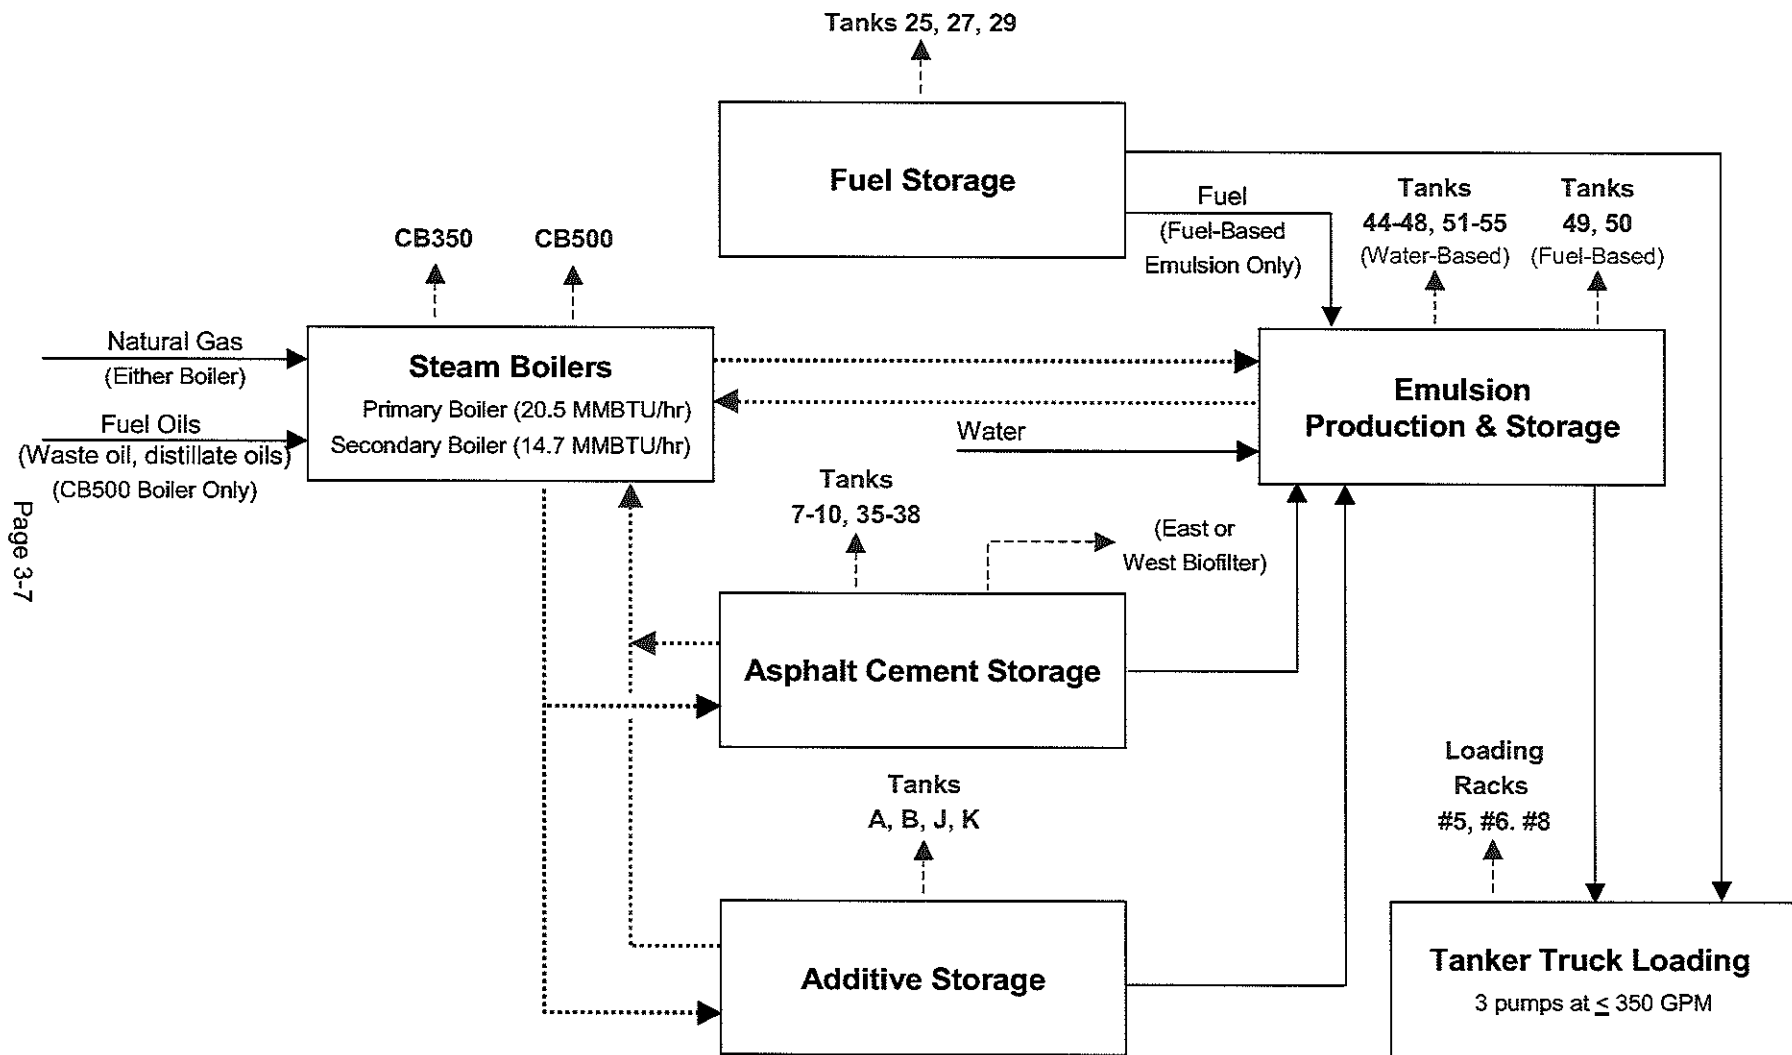 Tanks 25, 27, 29
Fuel Storage
Fuel
(Fuel-Based
Emulsion Only)
Tanks
44-48, 51-55
(Water-Based)
Tanks
49, 50
(Fuel-Based)
CB350
CB500
Natural Gas
(Either Boiler)
Fuel Oils
(Waste oil, distillate oils)
(CB500 Boiler Only)
Steam Boilers
Primary Boiler (20.5 MMBTU/hr)
Secondary Boiler (14.7 MMBTU/hr)
Water
Emulsion
Production & Storage
Tanks
7-10, 35-38
(East or
West Biofilter)
Asphalt Cement Storage
Page 3-7
Tanks
A, B, J, K
Additive Storage
Loading
Racks
#5, #6. #8
Tanker Truck Loading
3 pumps at ≤ 350 GPM